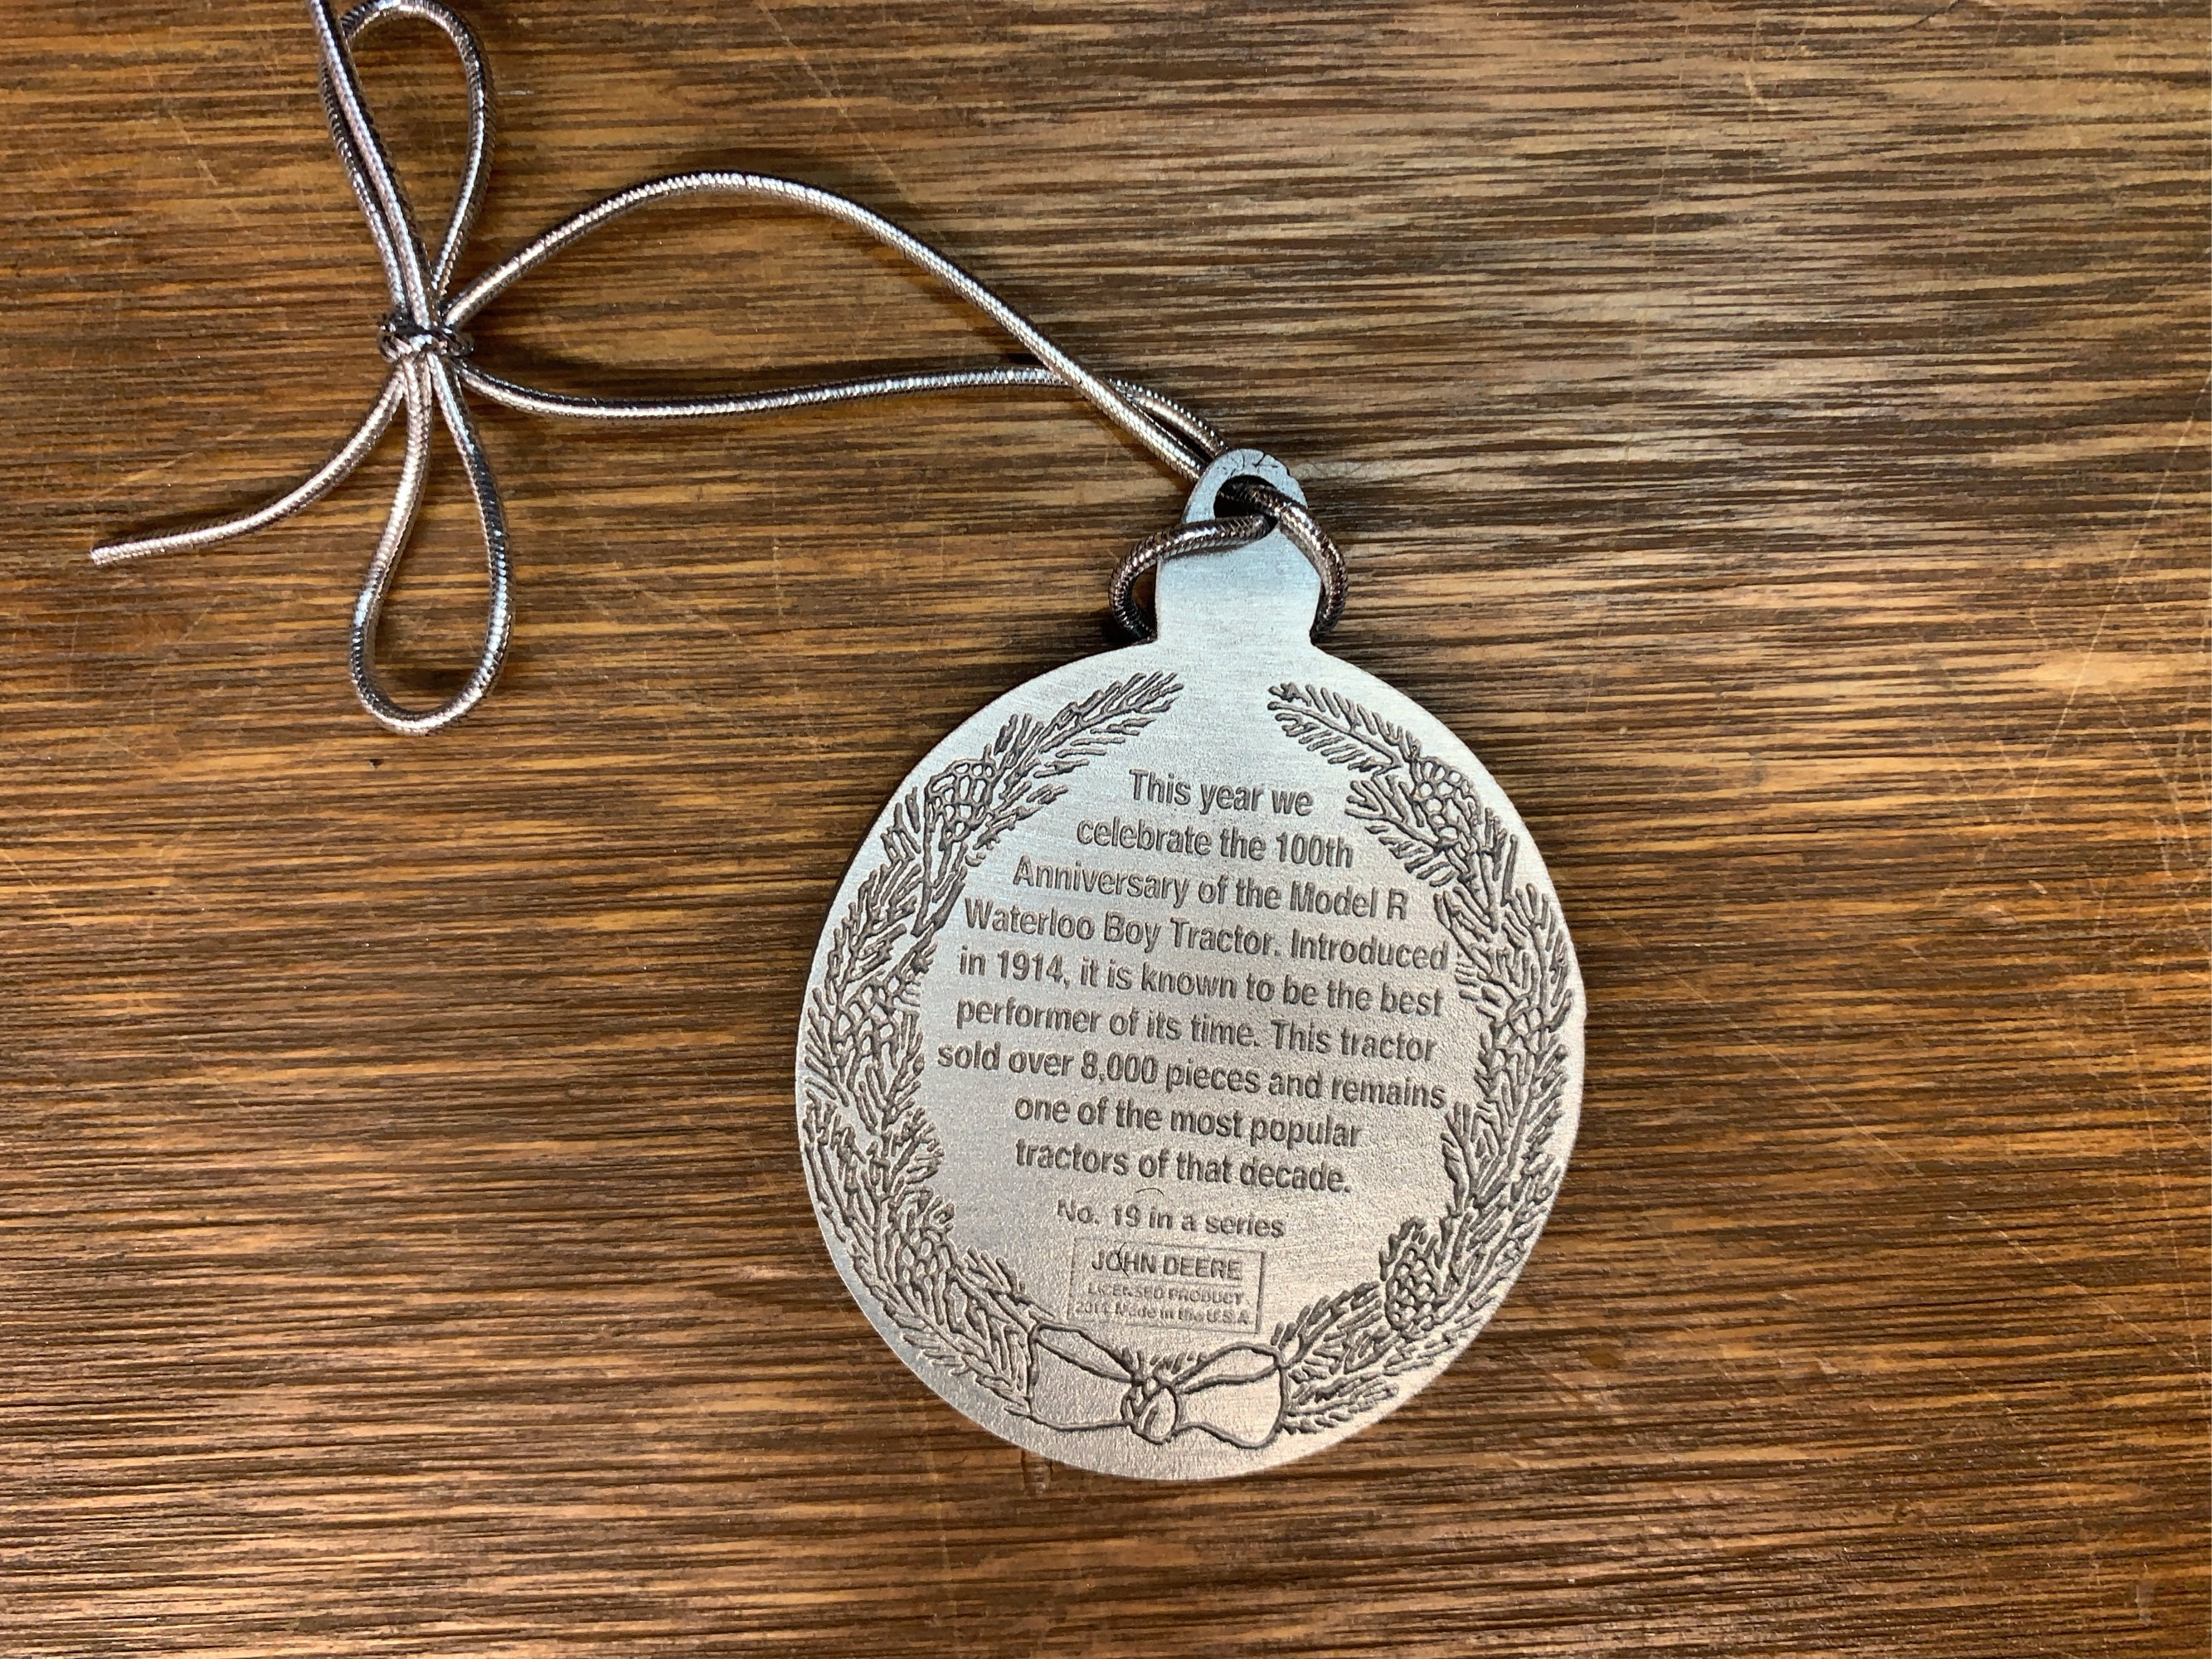 This year we
celebrate the 100th
Anniversary of the Model R
Waterloo Boy Tractor. Introduced
in 1914, it is known to be the best
performer of its time. This tractor
sold over 8,000 pieces and remains
one of the most popular
tractors of that decade.
No. 19 in a series
JOHN DEERE
LICENSED PRODUCT
2014 Made in the U.S.A